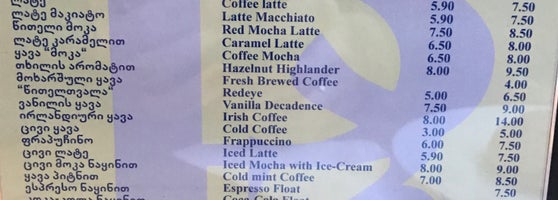 ლატე Coffee latte 5.90 7.50
ლატე მაკიატო Latte Macchiato 5.90 7.50
წითელი მოკა Red Mocha Latte 8.50
ლატე კარამელით Caramel Latte 6.50 8.00
ყავა "მოკა" Coffee Mocha 6.50 8.50
თხილის არომატით Hazelnut Highlander 8.00 9.50
მოხარშული ყავა Fresh Brewed Coffee 4.00
"წითელთვალა" Redeye 5.00 6.50
ვანილის ყავა Vanilla Decadence 7.50 9.00
ირლანდიური ყავა Irish Coffee 8.00 14.00
ცივი ყავა Cold Coffee 3.00 5.00
ფრაპუჩინო Frappuccino 6.00 7.50
ცივი ლატე Iced Latte 5.90 7.50
ცივი მოკა ნაყინით Iced Mocha with Ice-Cream 8.00 9.00
ყავა პიტნით Cold mint Coffee 7.00 8.50
ესპრესო ნაყინით Espresso Float
Coca-Cola Float